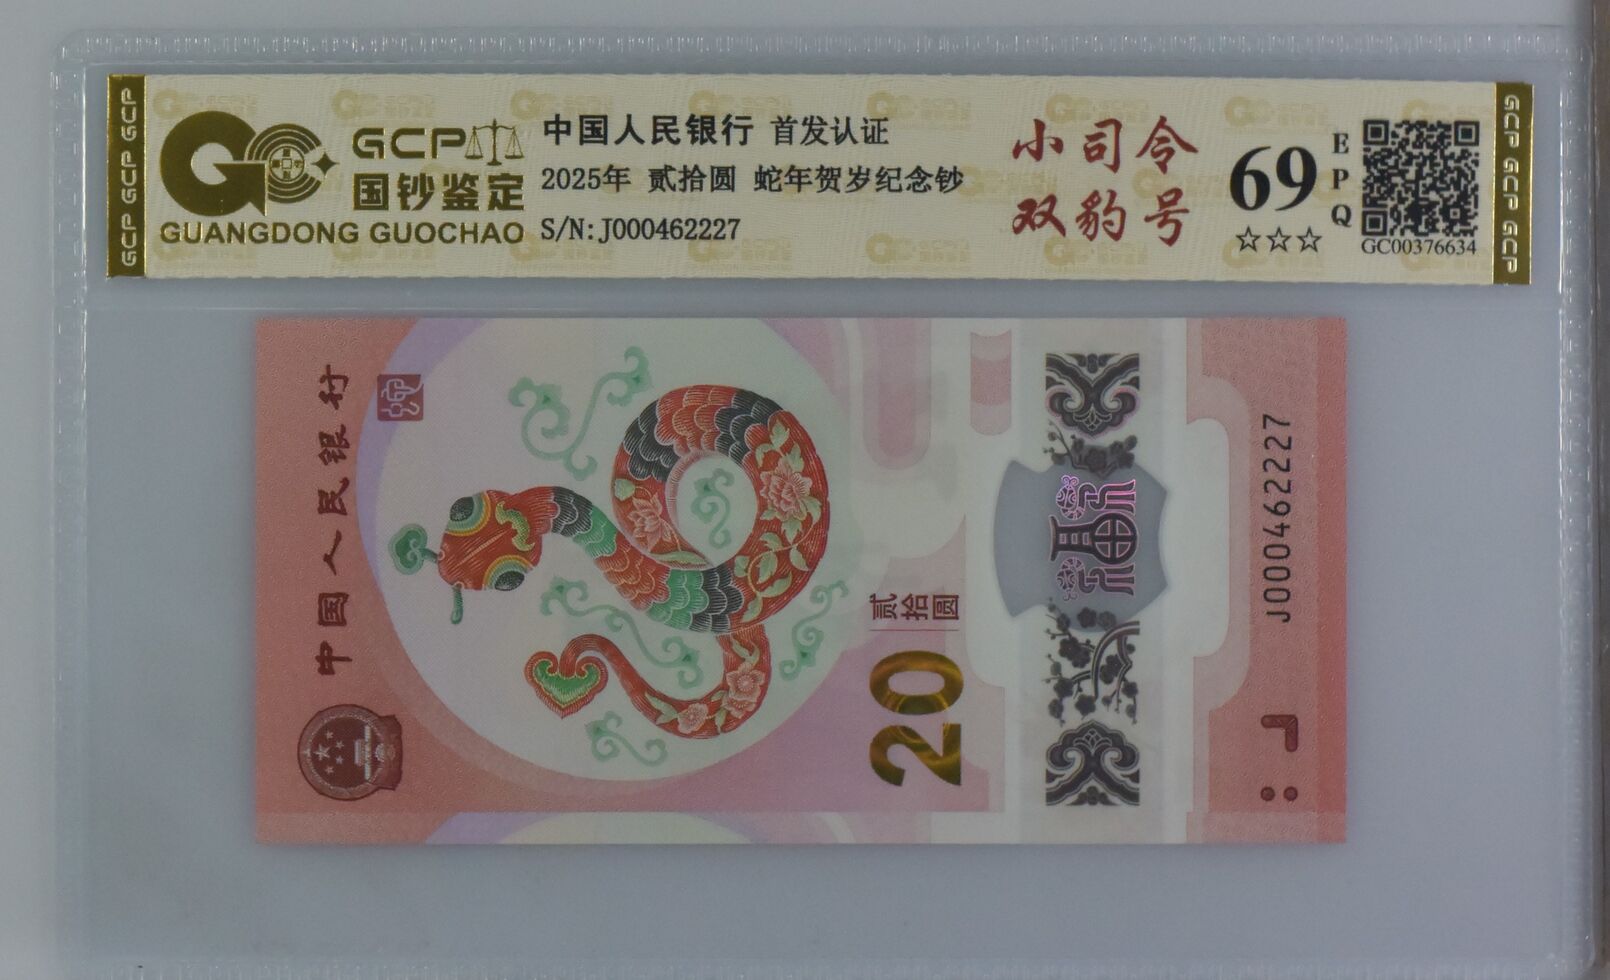 GCP GCP GCP
GCP
国钞鉴定
GUANGDONG GUOCHAO
中国人民银行 首发认证
2025年 贰拾圆 蛇年贺岁纪念钞
S/N:J000462227
小司令
双豹号
69
EPQ
☆☆☆
GC00376634
GCP GCP GCP
中国人民银行
贰拾圆
20
福
J000462227